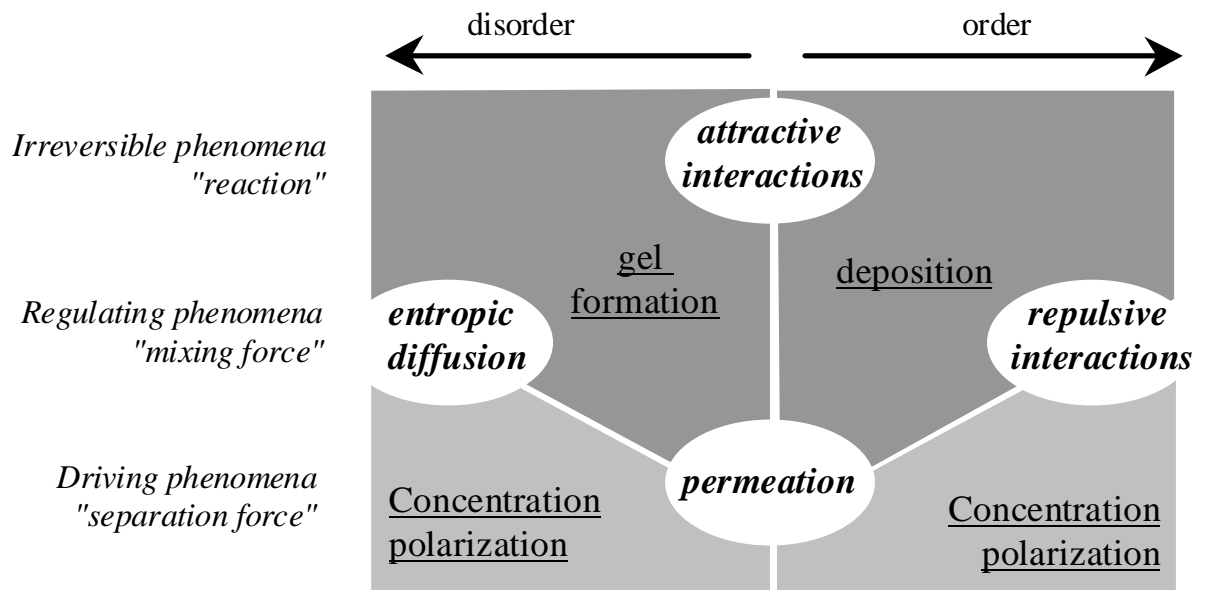 disorder
order
Irreversible phenomena
"reaction"
attractive
interactions
gel
formation
deposition
Regulating phenomena
"mixing force"
entropic
diffusion
repulsive
interactions
Driving phenomena
"separation force"
permeation
Concentration
polarization
Concentration
polarization